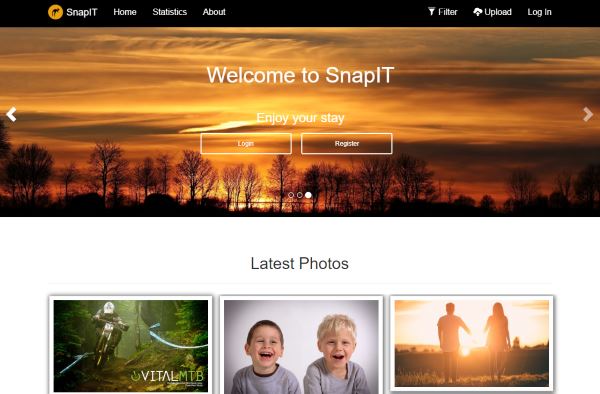 SnapIT Home Statistics About Filter Upload Log In
Welcome to SnapIT
Enjoy your stay
Login Register
Latest Photos
VITALMTB